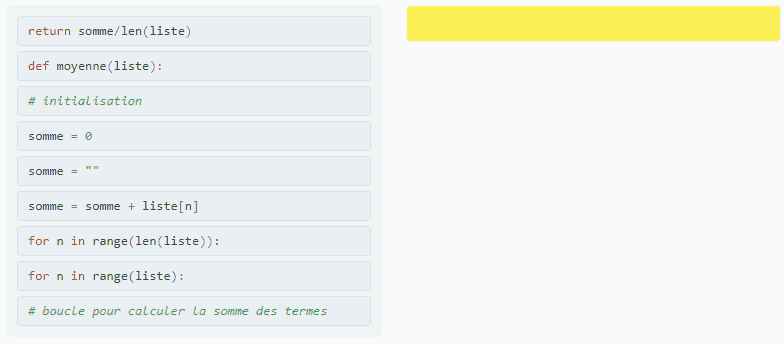 return somme/len(liste)
def moyenne(liste):
# initialisation
somme = 0
somme = ""
somme = somme + liste[n]
for n in range(len(liste)):
for n in range(liste):
# boucle pour calculer la somme des termes